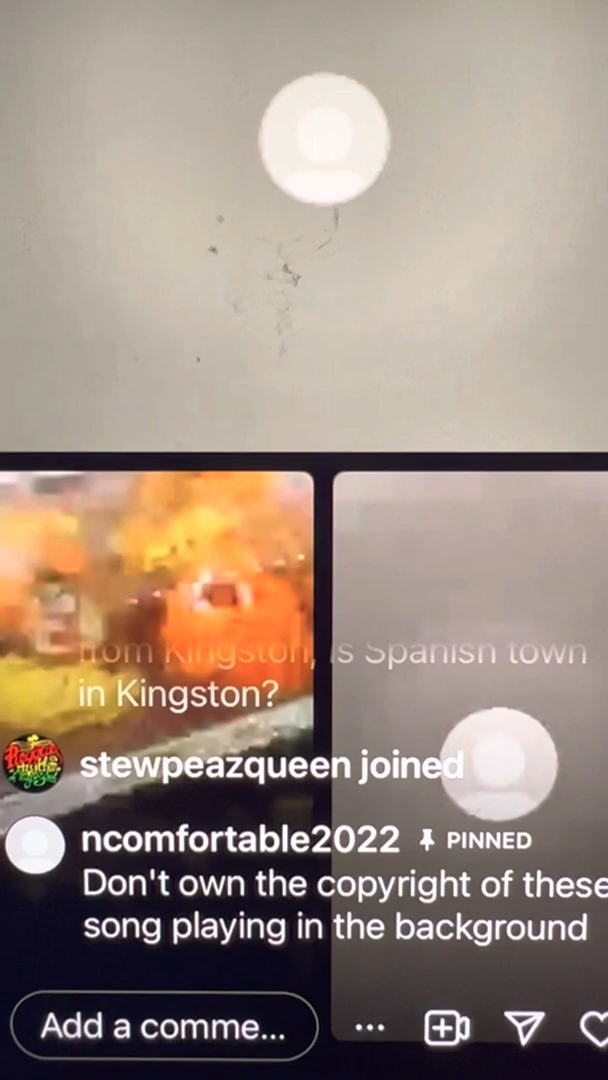 from Kingston, is Spanish town
in Kingston?
stewpeazqueen joined
ncomfortable2022 PINNED
Don't own the copyright of these
song playing in the background
Add a comme...